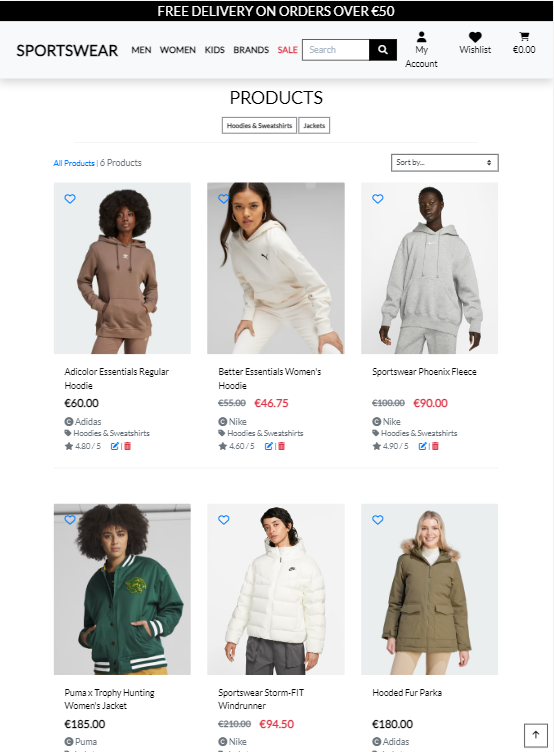 FREE DELIVERY ON ORDERS OVER €50
SPORTSWEAR MEN WOMEN KIDS BRANDS SALE Search My Account Wishlist €0.00
PRODUCTS
Hoodies & Sweatshirts Jackets
All Products | 6 Products Sort by...
Adicolor Essentials Regular Hoodie
€60.00
Adidas
Hoodies & Sweatshirts
4.80 / 5 |
Better Essentials Women's Hoodie
€55.00 €46.75
Nike
Hoodies & Sweatshirts
4.60 / 5 |
Sportswear Phoenix Fleece
€100.00 €90.00
Nike
Hoodies & Sweatshirts
4.90 / 5 |
Puma x Trophy Hunting Women's Jacket
€185.00
Puma
Sportswear Storm-FIT Windrunner
€210.00 €94.50
Nike
Hooded Fur Parka
€180.00
Adidas